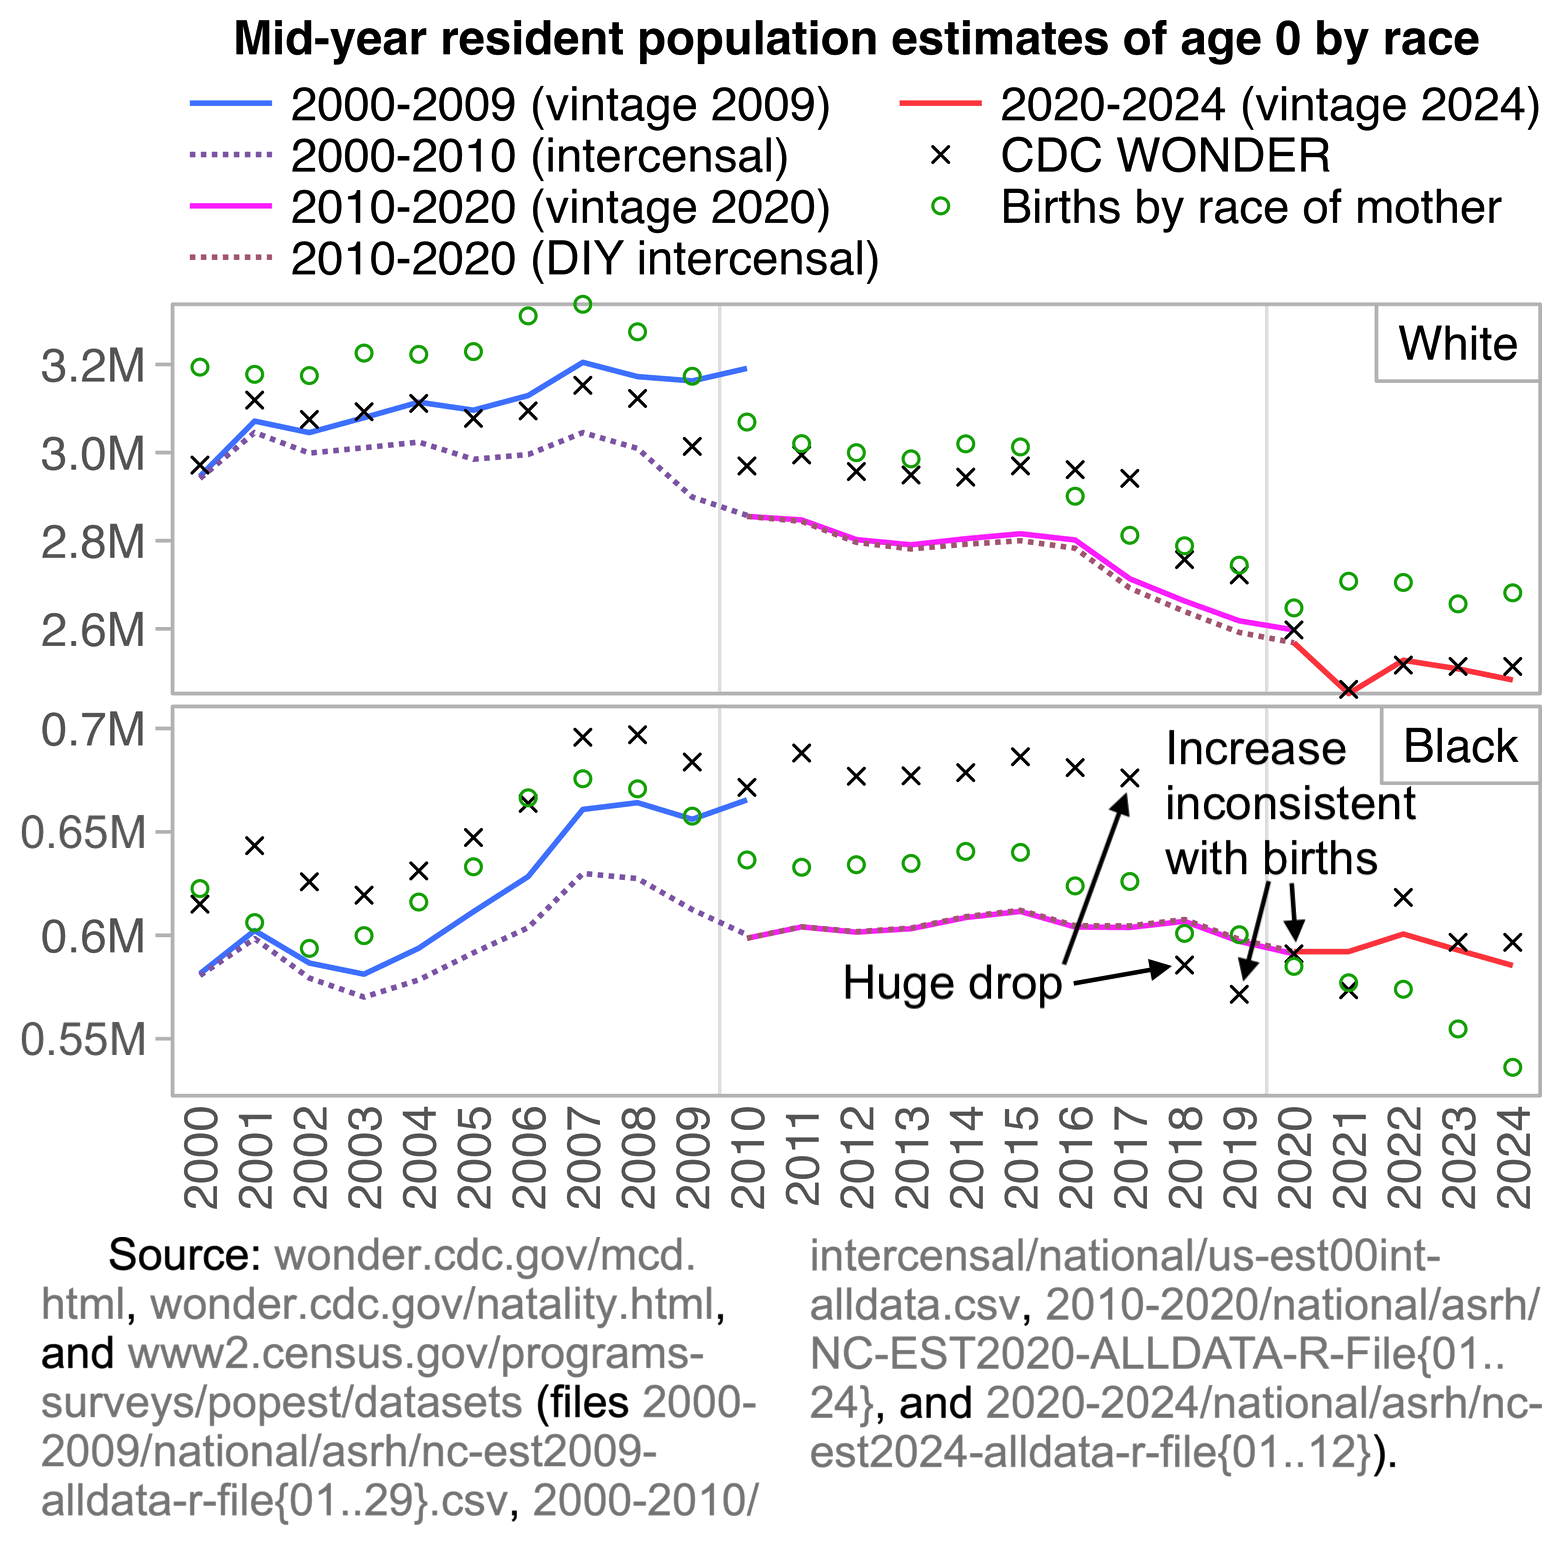 Mid-year resident population estimates of age 0 by race
2000-2009 (vintage 2009)
2000-2010 (intercensal)
2010-2020 (vintage 2020)
2010-2020 (DIY intercensal)
2020-2024 (vintage 2024)
CDC WONDER
Births by race of mother
White
3.2M
3.0M
2.8M
2.6M
Black
0.7M
0.65M
0.6M
0.55M
Increase
inconsistent
with births
Huge drop
2000
2001
2002
2003
2004
2005
2006
2007
2008
2009
2010
2011
2012
2013
2014
2015
2016
2017
2018
2019
2020
2021
2022
2023
2024
Source: wonder.cdc.gov/mcd.
html, wonder.cdc.gov/natality.html,
and www2.census.gov/programs-
surveys/popest/datasets (files 2000-
2009/national/asrh/nc-est2009-
alldata-r-file{01..29}.csv, 2000-2010/
intercensal/national/us-est00int-
alldata.csv, 2010-2020/national/asrh/
NC-EST2020-ALLDATA-R-File{01..
24}, and 2020-2024/national/asrh/nc-
est2024-alldata-r-file{01..12}).